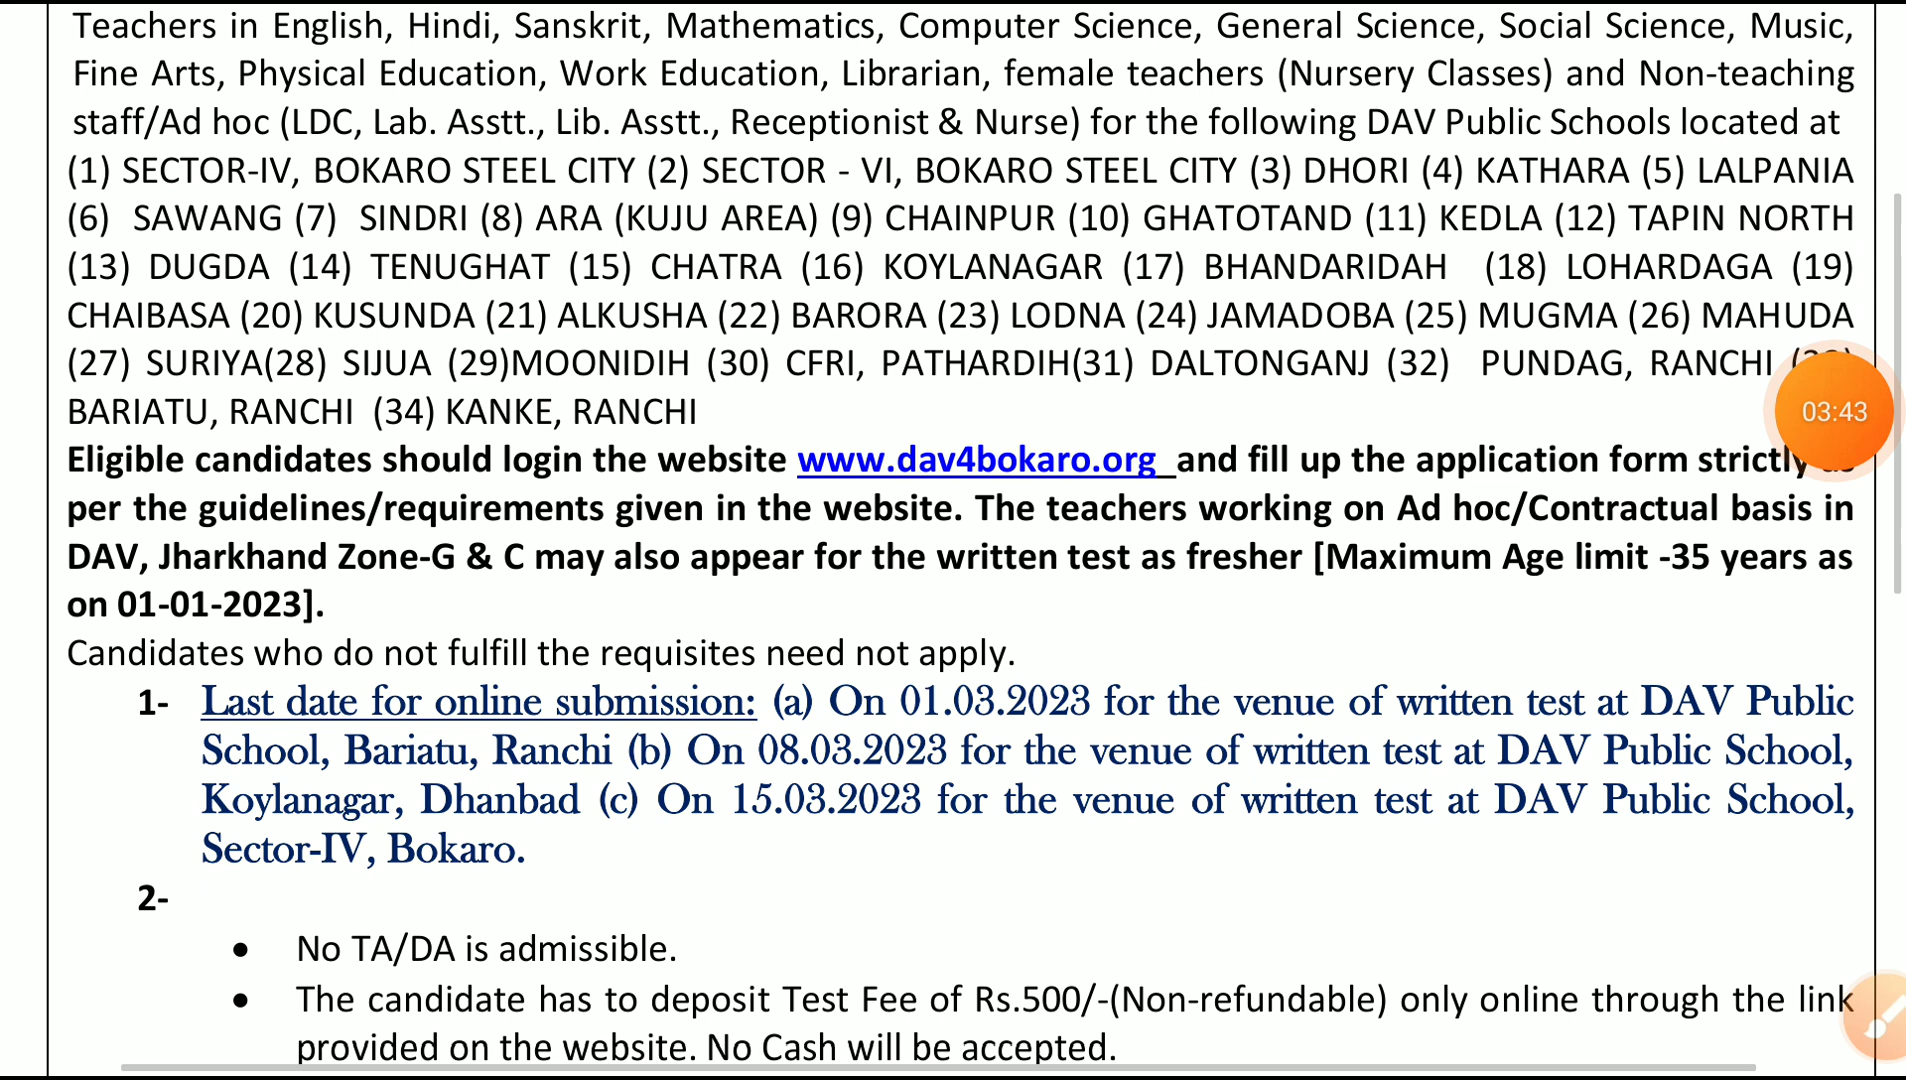 Teachers in English, Hindi, Sanskrit, Mathematics, Computer Science, General Science, Social Science, Music,
Fine Arts, Physical Education, Work Education, Librarian, female teachers (Nursery Classes) and Non-teaching
staff/Ad hoc (LDC, Lab. Asstt., Lib. Asstt., Receptionist & Nurse) for the following DAV Public Schools located at
(1) SECTOR-IV, BOKARO STEEL CITY (2) SECTOR - VI, BOKARO STEEL CITY (3) DHORI (4) KATHARA (5) LALPANIA
(6) SAWANG (7) SINDRI (8) ARA (KUJU AREA) (9) CHAINPUR (10) GHATOTAND (11) KEDLA (12) TAPIN NORTH
(13) DUGDA (14) TENUGHAT (15) CHATRA (16) KOYLANAGAR (17) BHANDARIDAH (18) LOHARDAGA (19)
CHAIBASA (20) KUSUNDA (21) ALKUSHA (22) BARORA (23) LODNA (24) JAMADOBA (25) MUGMA (26) MAHUDA
(27) SURIYA(28) SIJUA (29)MOONIDIH (30) CFRI, PATHARDIH(31) DALTONGANJ (32) PUNDAG, RANCHI
03:43
BARIATU, RANCHI (34) KANKE, RANCHI
Eligible candidates should login the website www.dav4bokaro.org and fill up the application form strictly
per the guidelines/requirements given in the website. The teachers working on Ad hoc/Contractual basis in
DAV, Jharkhand Zone-G & C may also appear for the written test as fresher [Maximum Age limit -35 years as
on 01-01-2023].
Candidates who do not fulfill the requisites need not apply.
1- Last date for online submission: (a) On 01.03.2023 for the venue of written test at DAV Public
School, Bariatu, Ranchi (b) On 08.03.2023 for the venue of written test at DAV Public School,
Koylanagar, Dhanbad (c) On 15.03.2023 for the venue of written test at DAV Public School,
Sector-IV, Bokaro.
2-
• No TA/DA is admissible.
• The candidate has to deposit Test Fee of Rs.500/-(Non-refundable) only online through the link
provided on the website. No Cash will be accepted.